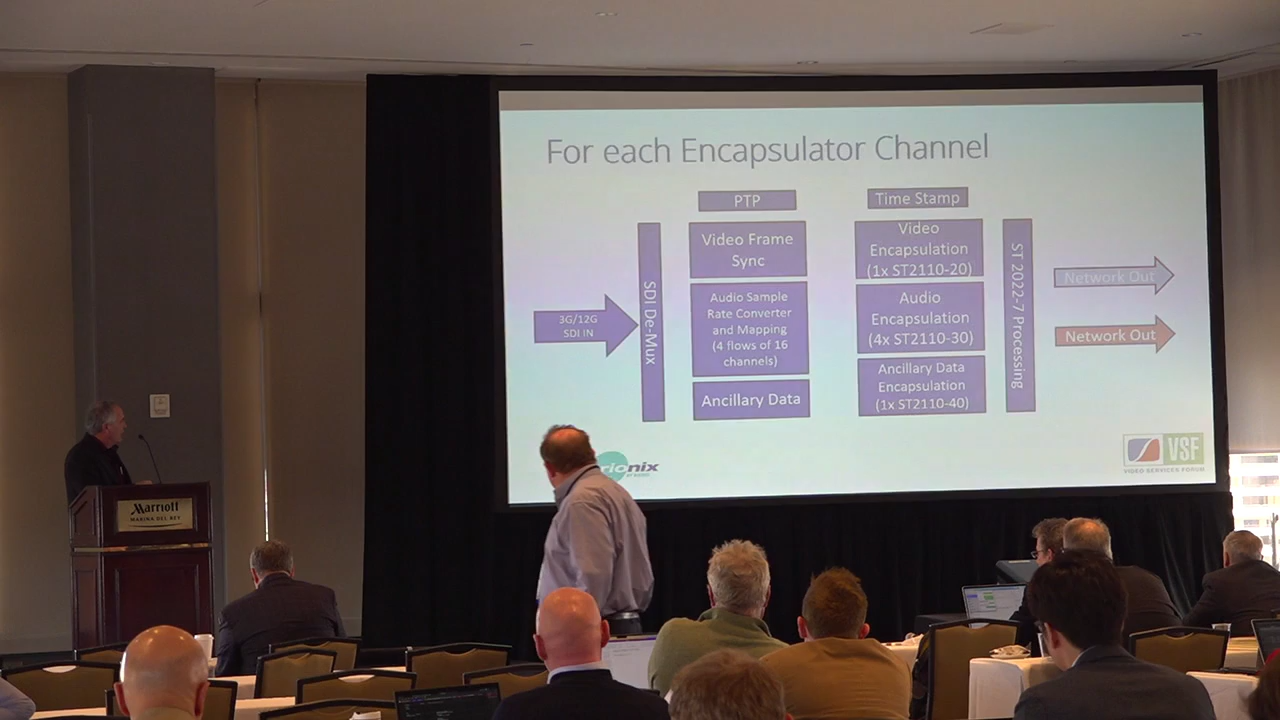 For each Encapsulator Channel
PTP
Time Stamp
3G/12G
SDI IN
SDI De-Mux
Video Frame
Sync
Audio Sample
Rate Converter
and Mapping
(4 flows of 16
channels)
Ancillary Data
Video
Encapsulation
(1x ST2110-20)
Audio
Encapsulation
(4x ST2110-30)
Ancillary Data
Encapsulation
(1x ST2110-40)
ST 2022-7 Processing
Network Out
Network Out
VSF
VIDEO SERVICES FORUM
Marriott
MARINA DEL REY